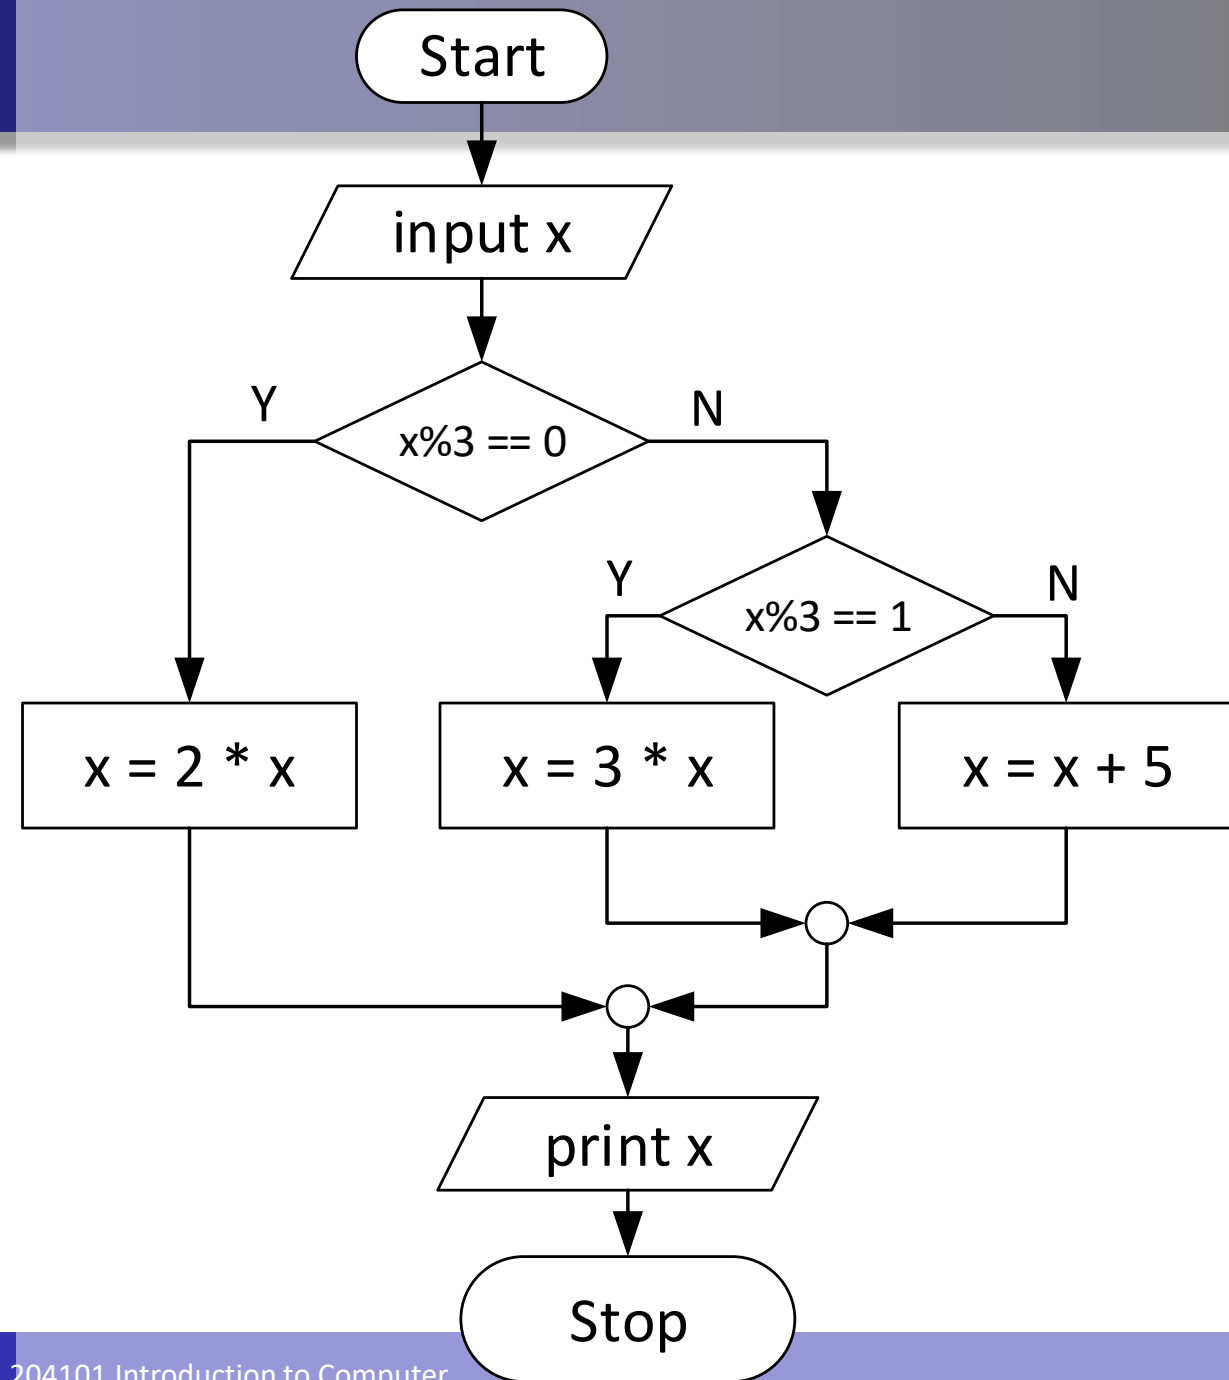 Start
input x
Y
N
x%3 == 0
Y
N
x%3 == 1
x = 2 * x
x = 3 * x
x = x + 5
print x
Stop
204101 Introduction to Computer